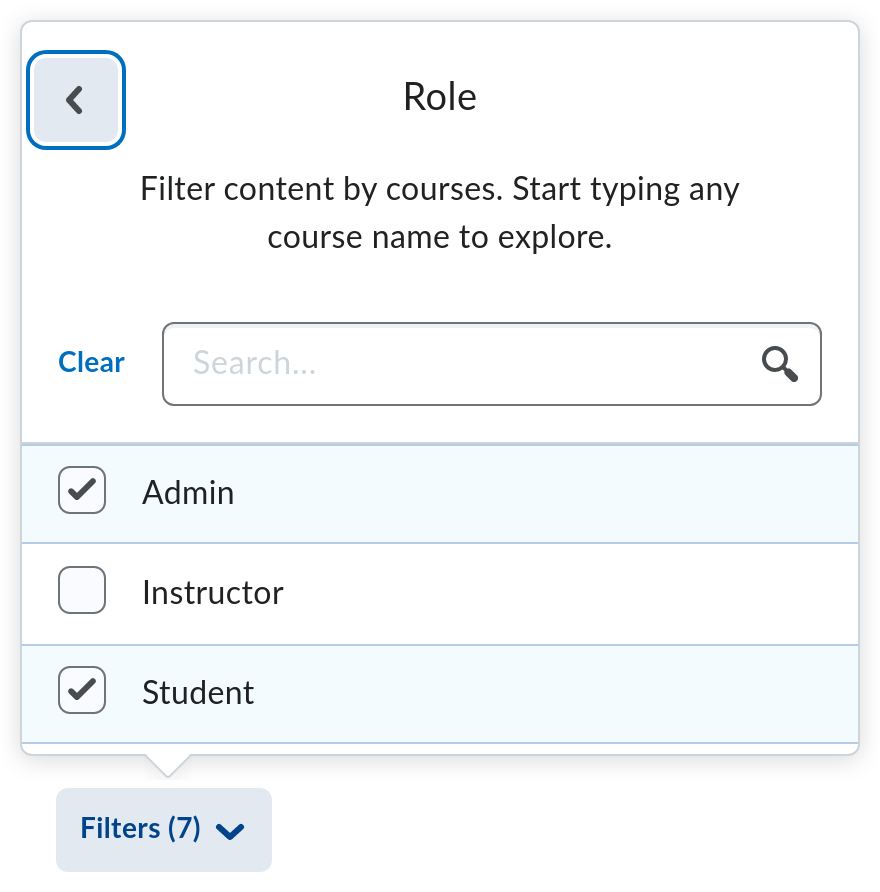 Role
Filter content by courses. Start typing any
course name to explore.
Clear
Search...
Admin
Instructor
Student
Filters (7)